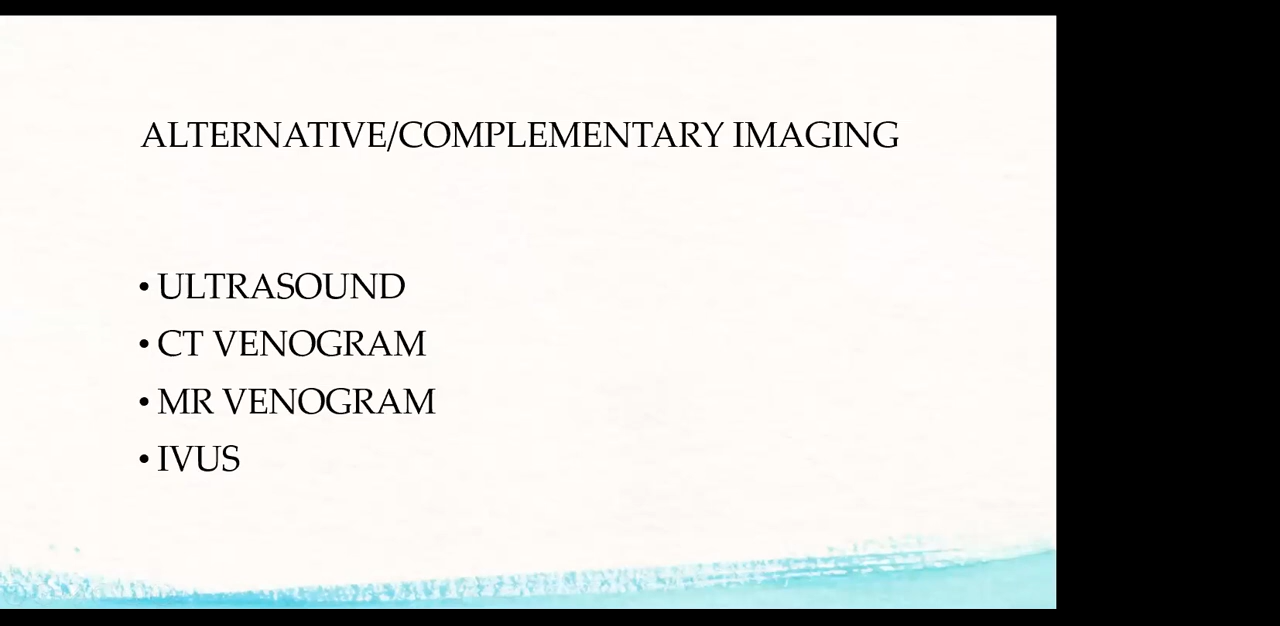 ALTERNATIVE/COMPLEMENTARY IMAGING
• ULTRASOUND
• CT VENOGRAM
• MR VENOGRAM
• IVUS